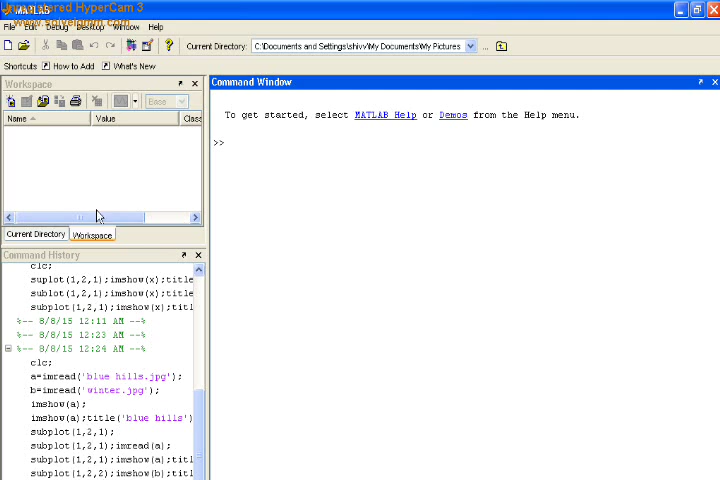 Unregistered HyperCam 3
MATLAB
www.solveigmm.com
File Edit Debug Desktop Window Help
Current Directory: C:\Documents and Settings\shivv\My Documents\My Pictures ...
Shortcuts How to Add What's New
Workspace
Base
Name Value Class
Current Directory Workspace
Command History
clc;
suplot(1,2,1);imshow(x);title
sublot(1,2,1);imshow(x);title
subplot(1,2,1);imshow(x);titl
%-- 8/8/15 12:11 AM --%
%-- 8/8/15 12:23 AM --%
%-- 8/8/15 12:24 AM --%
clc;
a=imread('blue hills.jpg');
b=imread('winter.jpg');
imshow(a);
imshow(a);title('blue hills')
subplot(1,2,1);
subplot(1,2,1);imread(a);
subplot(1,2,1);imshow(a);titl
subplot(1,2,2);imshow(b);titl
Command Window
To get started, select MATLAB Help or Demos from the Help menu.
>>